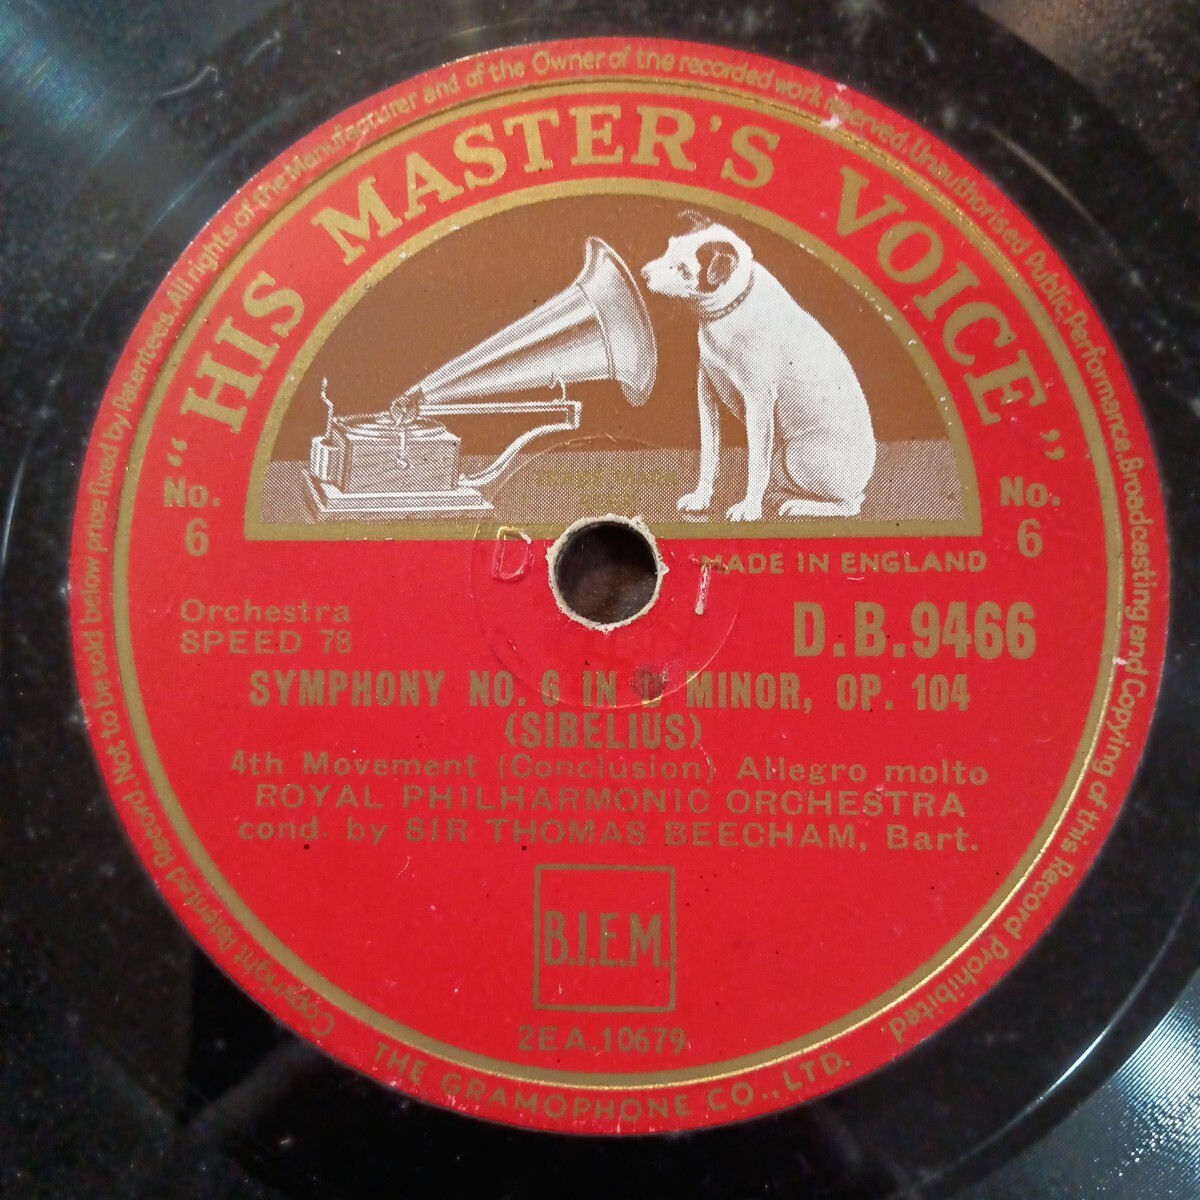 Copyright Patented Record. Not to be sold below price fixed by Patentees. All rights of the Manufacturer and of the Owner of the recorded work reserved. Unauthorised Public Performance, Broadcasting and Copying of this Record Prohibited.
"HIS MASTER'S VOICE"
No. 6
No. 6
D
T
MADE IN ENGLAND
Orchestra
SPEED 78
D.B.9466
SYMPHONY NO. 6 IN D MINOR, OP. 104
(SIBELIUS)
4th Movement (Conclusion) Allegro molto
ROYAL PHILHARMONIC ORCHESTRA
cond. by SIR THOMAS BEECHAM, Bart.
B.I.E.M.
2EA.10679
THE GRAMOPHONE CO., LTD.